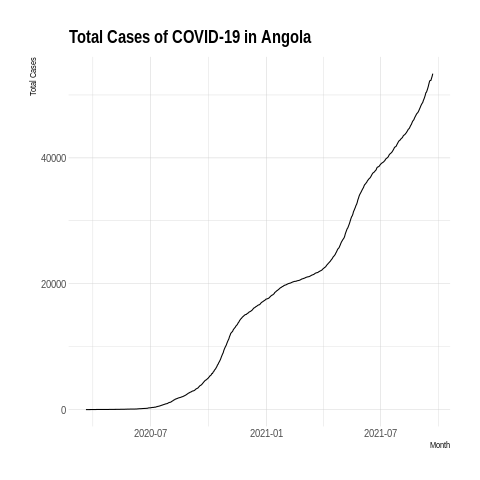 Total Cases of COVID-19 in Angola
Total Cases
40000
20000
0
2020-07
2021-01
2021-07
Month